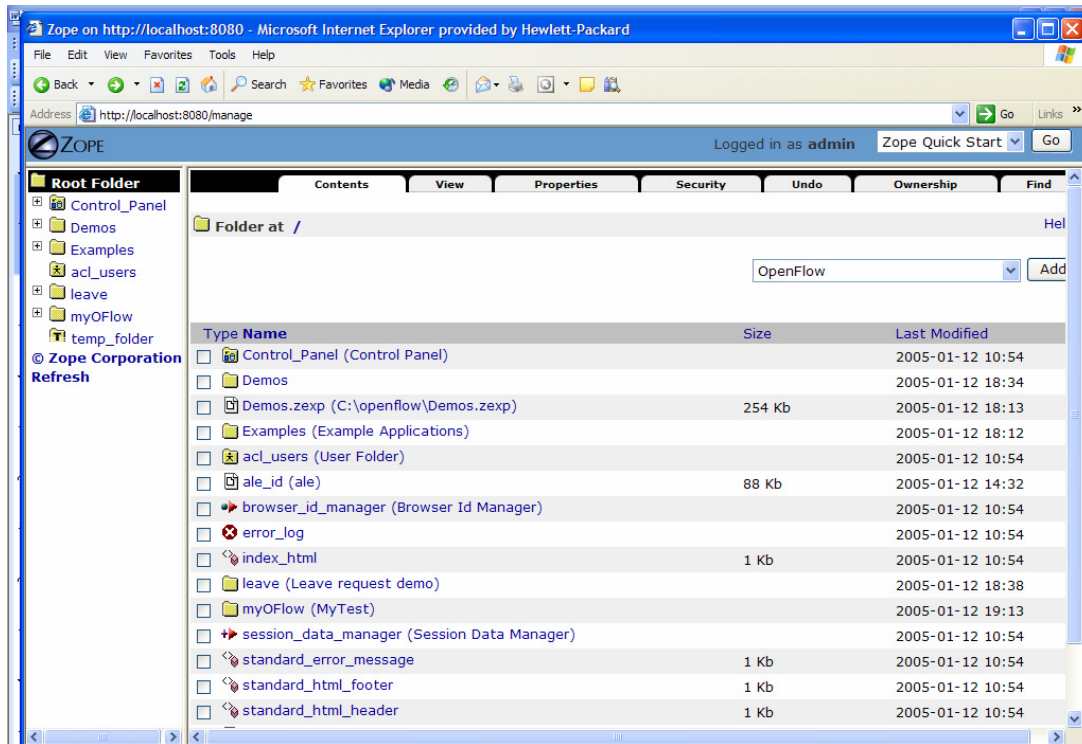 Zope on http://localhost:8080 - Microsoft Internet Explorer provided by Hewlett-Packard
File Edit View Favorites Tools Help
Back Search Favorites Media
Address http://localhost:8080/manage Go Links »
ZOPE Logged in as admin Zope Quick Start Go
Root Folder
Control_Panel
Demos
Examples
acl_users
leave
myOFlow
temp_folder
© Zope Corporation
Refresh
Contents View Properties Security Undo Ownership Find
Folder at / Hel
OpenFlow Add
Type Name Size Last Modified
Control_Panel (Control Panel) 2005-01-12 10:54
Demos 2005-01-12 18:34
Demos.zexp (C:\openflow\Demos.zexp) 254 Kb 2005-01-12 18:13
Examples (Example Applications) 2005-01-12 18:12
acl_users (User Folder) 2005-01-12 10:54
ale_id (ale) 88 Kb 2005-01-12 14:32
browser_id_manager (Browser Id Manager) 2005-01-12 10:54
error_log 2005-01-12 10:54
index_html 1 Kb 2005-01-12 10:54
leave (Leave request demo) 2005-01-12 18:38
myOFlow (MyTest) 2005-01-12 19:13
session_data_manager (Session Data Manager) 2005-01-12 10:54
standard_error_message 1 Kb 2005-01-12 10:54
standard_html_footer 1 Kb 2005-01-12 10:54
standard_html_header 1 Kb 2005-01-12 10:54